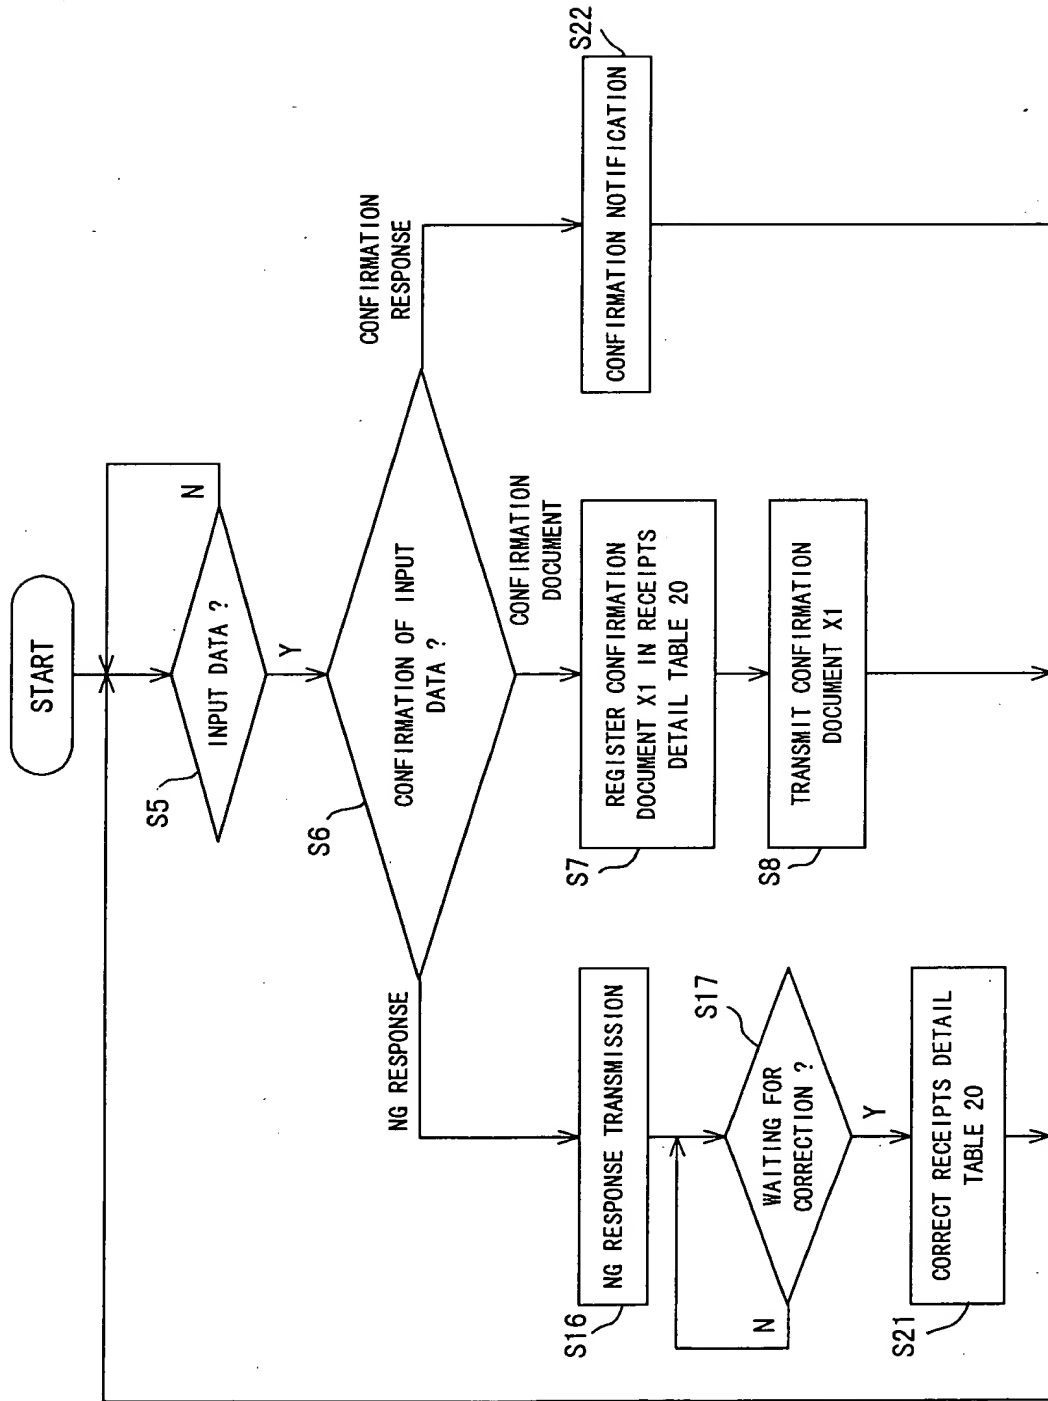 START
S5
INPUT DATA ?
N
Y
S6
CONFIRMATION OF INPUT
DATA ?
NG RESPONSE
CONFIRMATION
DOCUMENT
CONFIRMATION
RESPONSE
S16
NG RESPONSE TRANSMISSION
S17
WAITING FOR
CORRECTION ?
N
Y
S21
CORRECT RECEIPTS DETAIL
TABLE 20
S7
REGISTER CONFIRMATION
DOCUMENT X1 IN RECEIPTS
DETAIL TABLE 20
S8
TRANSMIT CONFIRMATION
DOCUMENT X1
S22
CONFIRMATION NOTIFICATION